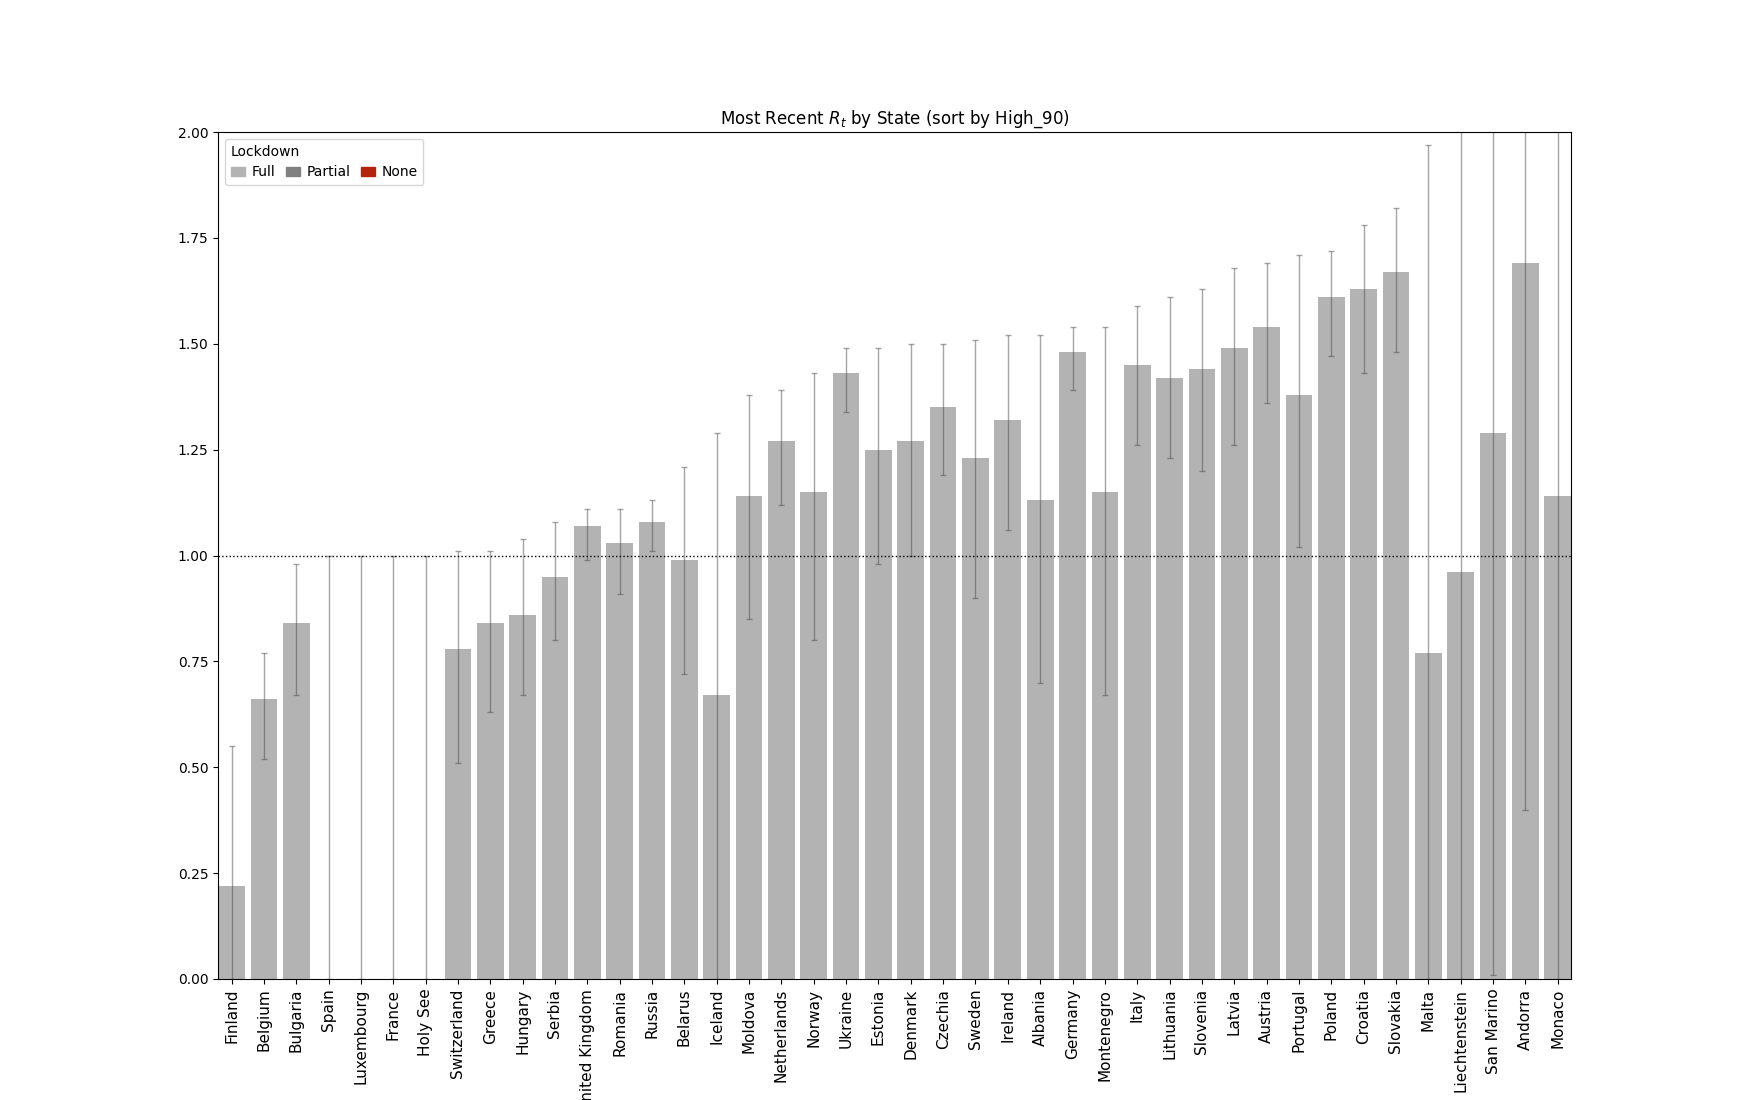 Most Recent R_t by State (sort by High_90)
Lockdown
Full Partial None
2.00
1.75
1.50
1.25
1.00
0.75
0.50
0.25
0.00
Finland
Belgium
Bulgaria
Spain
Luxembourg
France
Holy See
Switzerland
Greece
Hungary
Serbia
nited Kingdom
Romania
Russia
Belarus
Iceland
Moldova
Netherlands
Norway
Ukraine
Estonia
Denmark
Czechia
Sweden
Ireland
Albania
Germany
Montenegro
Italy
Lithuania
Slovenia
Latvia
Austria
Portugal
Poland
Croatia
Slovakia
Malta
Liechtenstein
San Marino
Andorra
Monaco